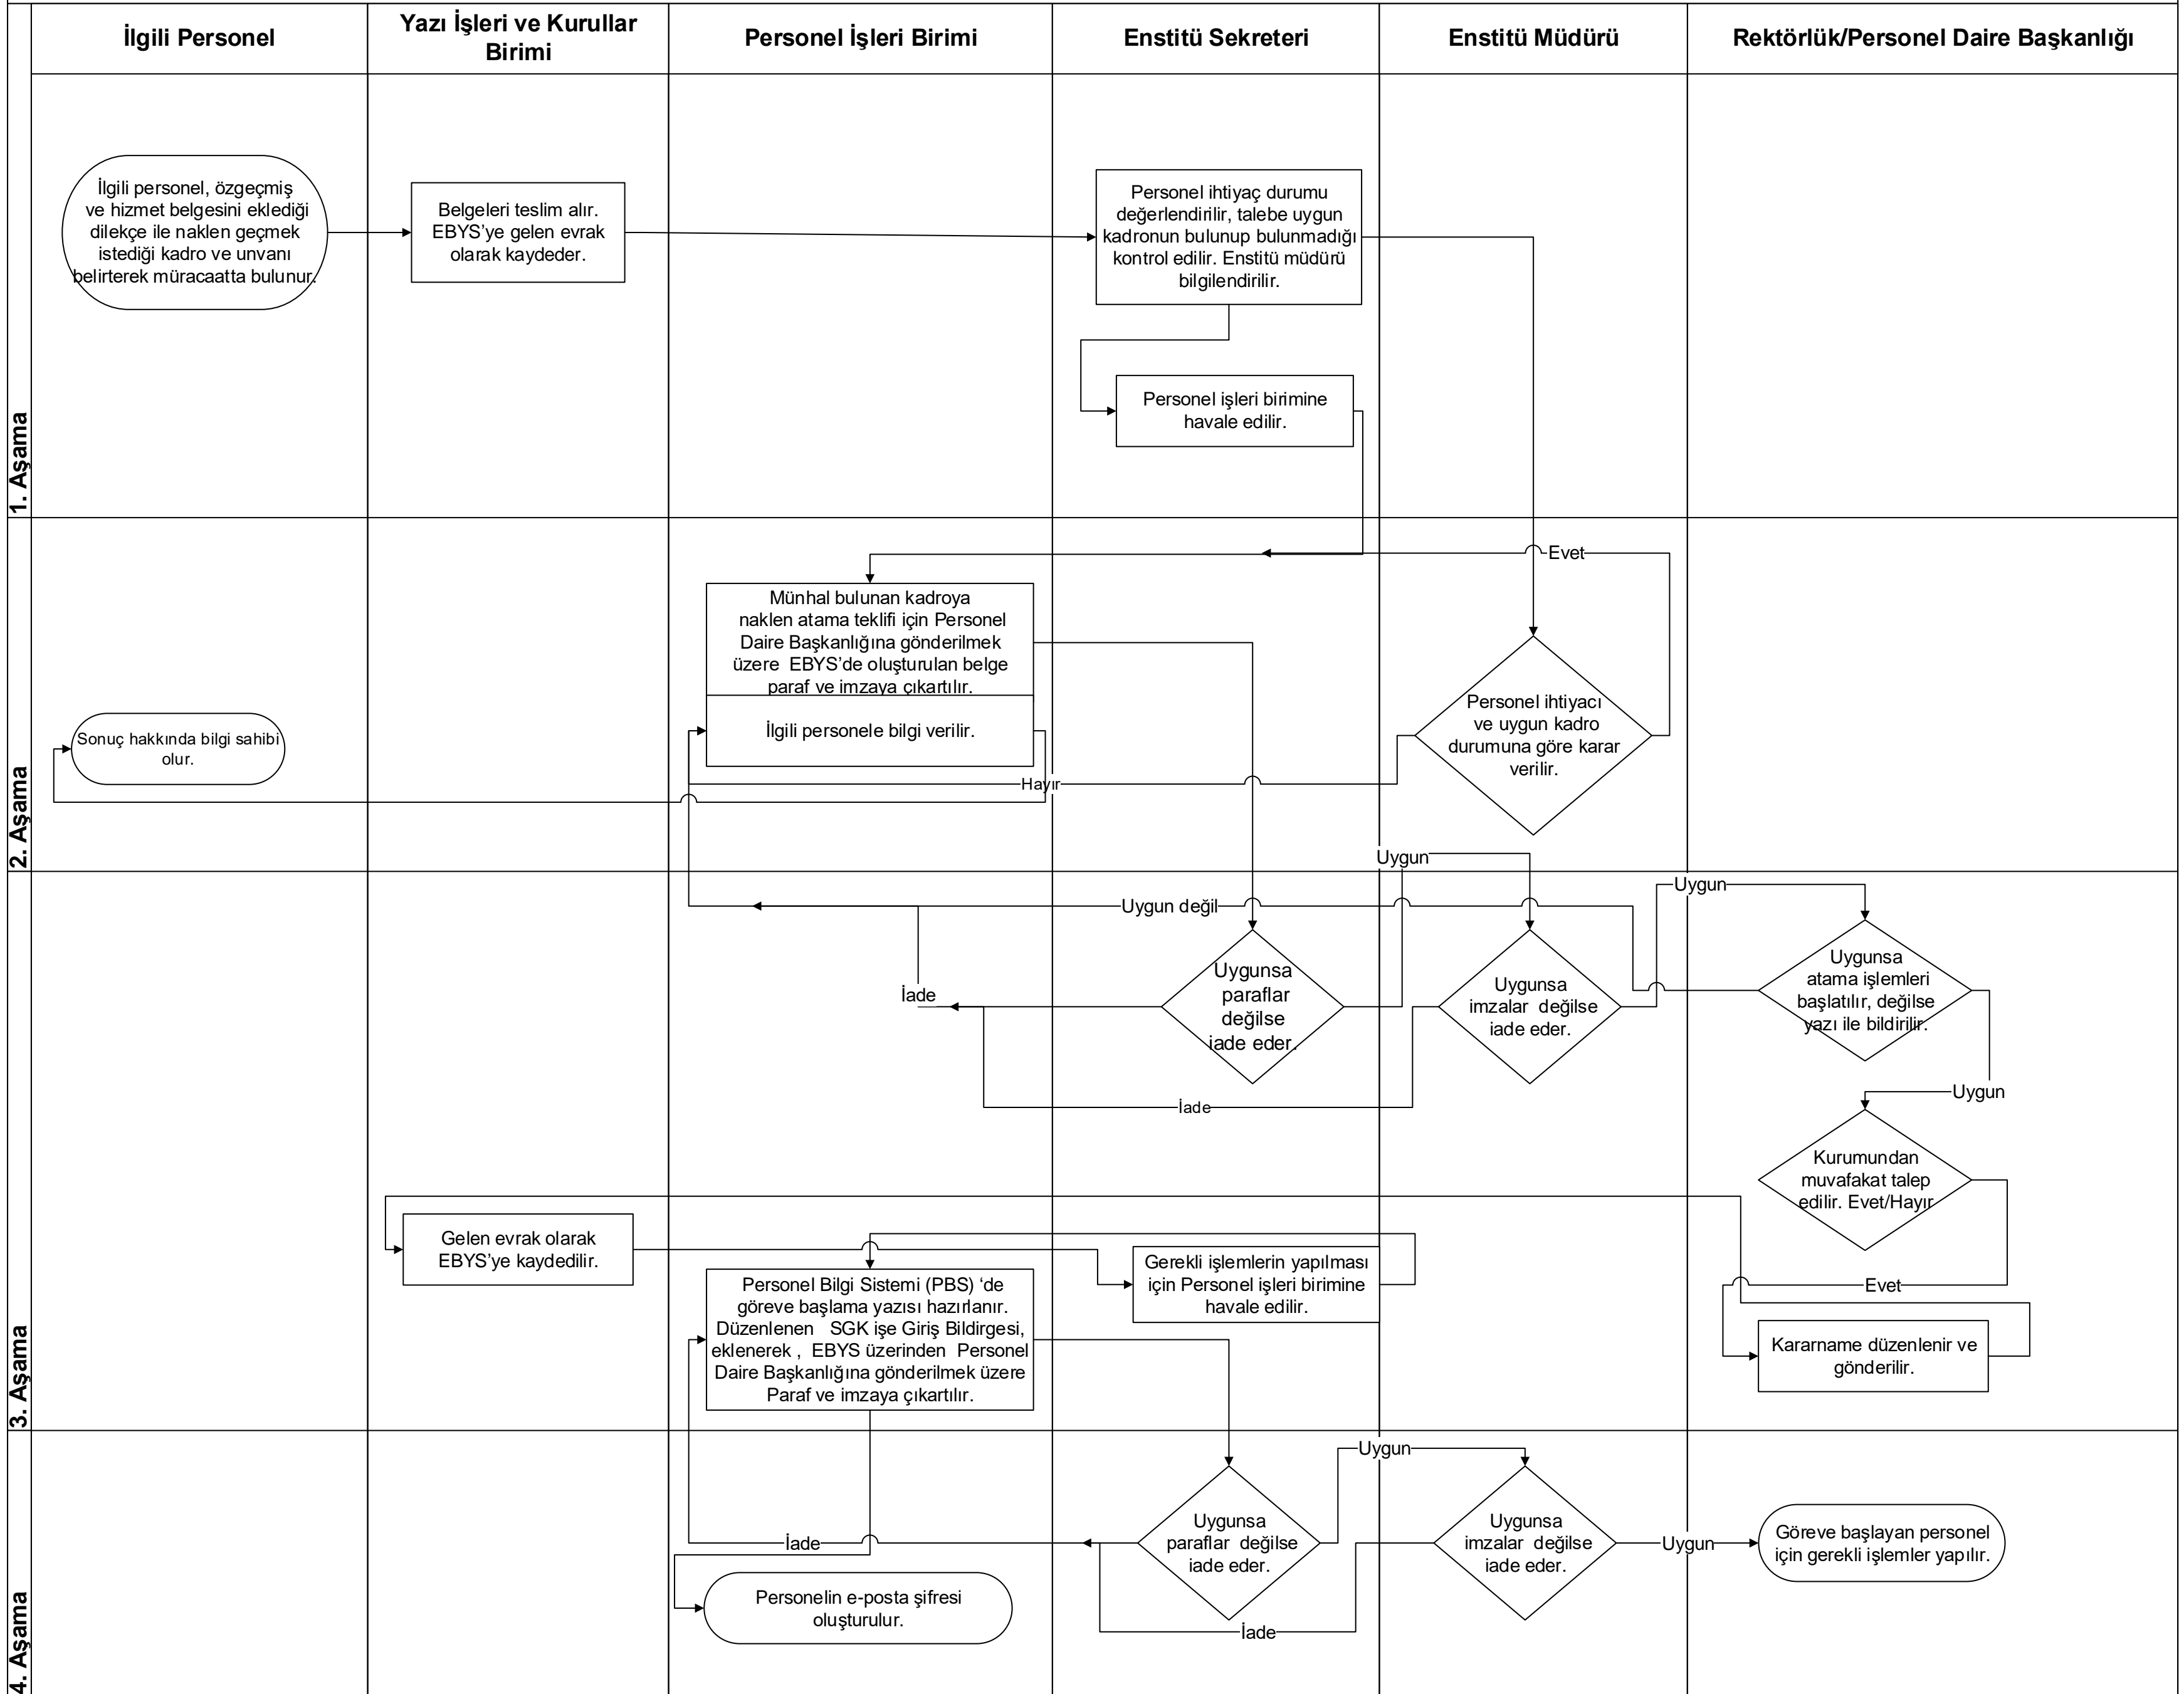 İlgili Personel
Yazı İşleri ve Kurullar
Birimi
Personel İşleri Birimi
Enstitü Sekreteri
Enstitü Müdürü
Rektörlük/Personel Daire Başkanlığı
1. Aşama
İlgili personel, özgeçmiş
ve hizmet belgesini eklediği
dilekçe ile naklen geçmek
istediği kadro ve unvanı
belirterek müracaatta bulunur.
Belgeleri teslim alır.
EBYS’ye gelen evrak
olarak kaydeder.
Personel ihtiyaç durumu
değerlendirilir, talebe uygun
kadronun bulunup bulunmadığı
kontrol edilir. Enstitü müdürü
bilgilendirilir.
Personel işleri birimine
havale edilir.
2. Aşama
Evet
Münhal bulunan kadroya
naklen atama teklifi için Personel
Daire Başkanlığına gönderilmek
üzere  EBYS’de oluşturulan belge
paraf ve imzaya çıkartılır.
İlgili personele bilgi verilir.
Sonuç hakkında bilgi sahibi
olur.
Personel ihtiyacı
ve uygun kadro
durumuna göre karar
verilir.
Hayır
Uygun
3. Aşama
Uygun
Uygun değil
Uygunsa
paraflar
değilse
iade eder.
Uygunsa
imzalar  değilse
iade eder.
Uygunsa
atama işlemleri
başlatılır, değilse
yazı ile bildirilir.
İade
İade
Uygun
Kurumundan
muvafakat talep
edilir. Evet/Hayır
Gelen evrak olarak
EBYS’ye kaydedilir.
Gerekli işlemlerin yapılması
için Personel işleri birimine
havale edilir.
Evet
Personel Bilgi Sistemi (PBS) ‘de
göreve başlama yazısı hazırlanır.
Düzenlenen   SGK işe Giriş Bildirgesi,
eklenerek ,  EBYS üzerinden  Personel
Daire Başkanlığına gönderilmek üzere
Paraf ve imzaya çıkartılır.
Kararname düzenlenir ve
gönderilir.
4. Aşama
Uygun
Uygunsa
paraflar  değilse
iade eder.
Uygunsa
imzalar  değilse
iade eder.
Uygun
Göreve başlayan personel
için gerekli işlemler yapılır.
İade
Personelin e-posta şifresi
oluşturulur.
İade